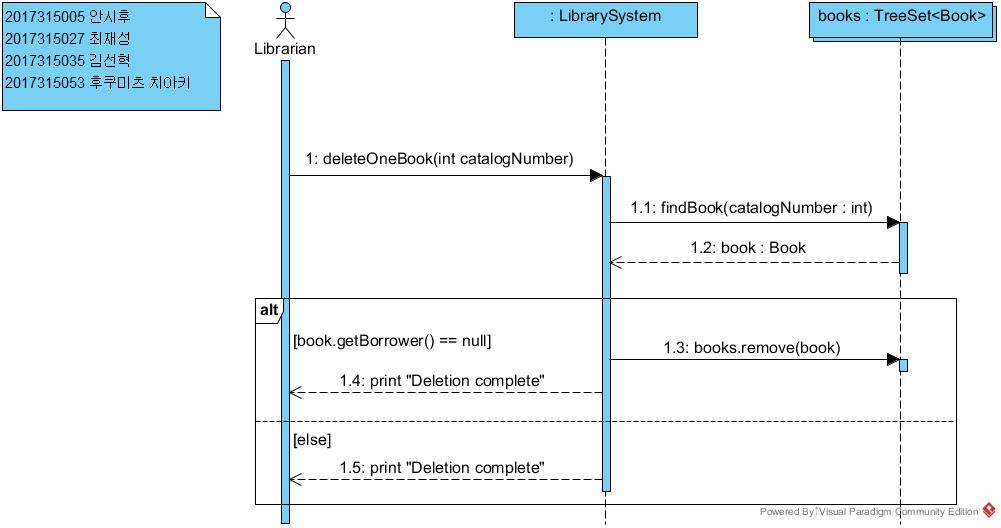 2017315005 안시후
2017315027 최재성
2017315035 김선혁
2017315053 후쿠미츠 치아키
Librarian
: LibrarySystem
books : TreeSet<Book>
1: deleteOneBook(int catalogNumber)
1.1: findBook(catalogNumber : int)
1.2: book : Book
alt
[book.getBorrower() == null]
1.3: books.remove(book)
1.4: print "Deletion complete"
[else]
1.5: print "Deletion complete"
Powered By Visual Paradigm Community Edition